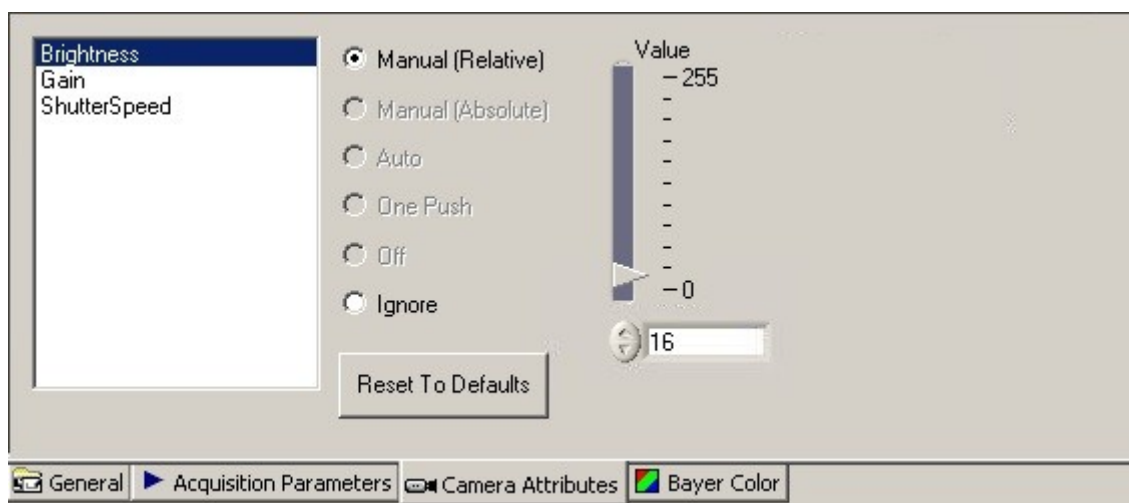 Brightness
Gain
ShutterSpeed
Manual (Relative)
Manual (Absolute)
Auto
One Push
Off
Ignore
Reset To Defaults
Value
255
0
16
General
Acquisition Parameters
Camera Attributes
Bayer Color